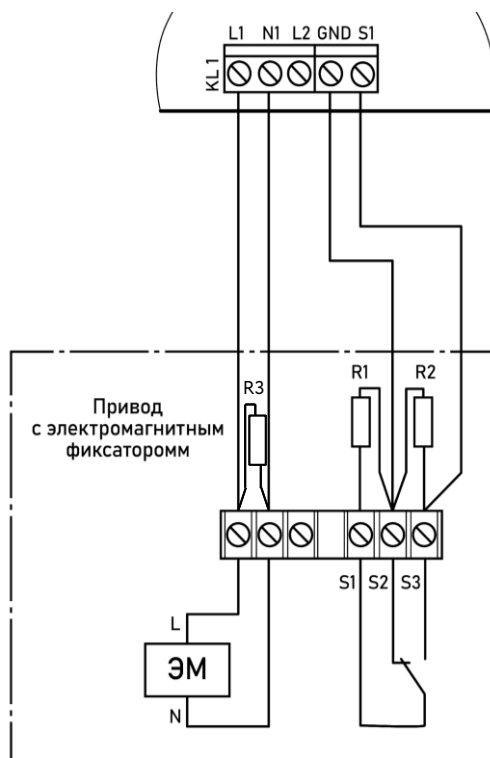 L1 N1 L2 GND S1
KL 1
R1 R2
R3
Привод
с электромагнитным
фиксаторомм
S1 S2 S3
L
ЭМ
N